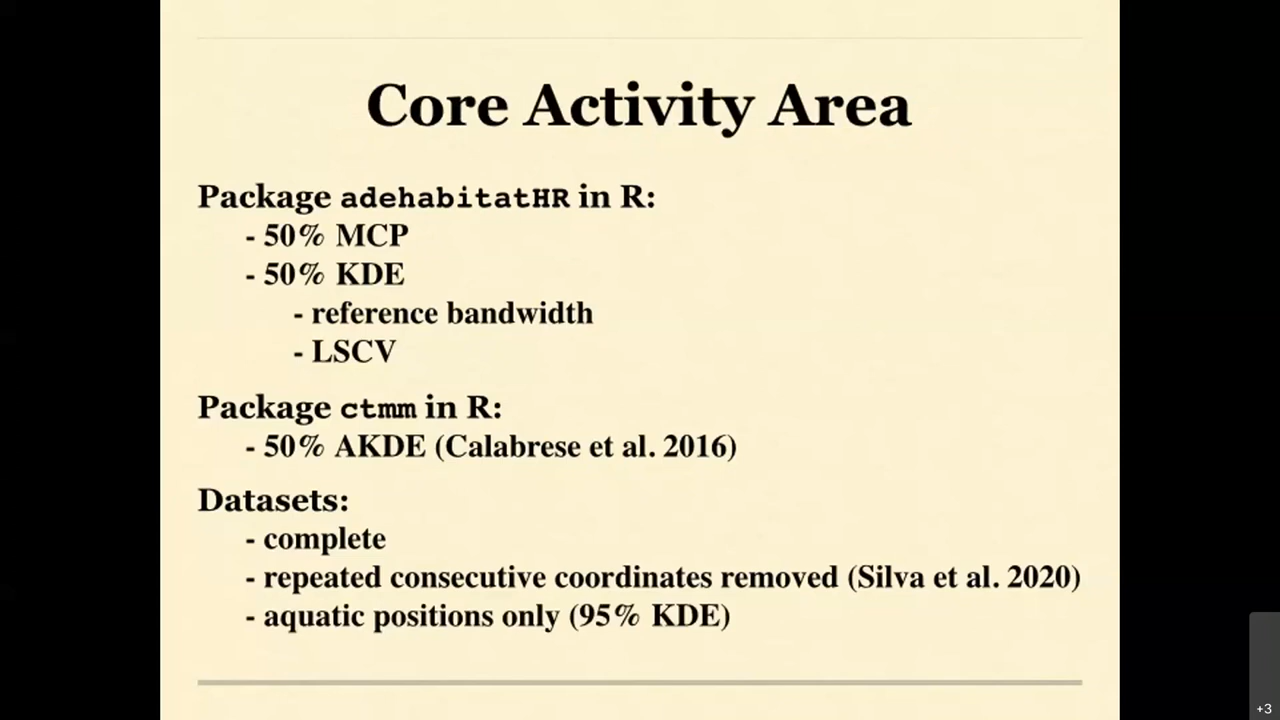 Core Activity Area
Package adehabitatHR in R:
- 50% MCP
- 50% KDE
- reference bandwidth
- LSCV
Package ctmm in R:
- 50% AKDE (Calabrese et al. 2016)
Datasets:
- complete
- repeated consecutive coordinates removed (Silva et al. 2020)
- aquatic positions only (95% KDE)
+3